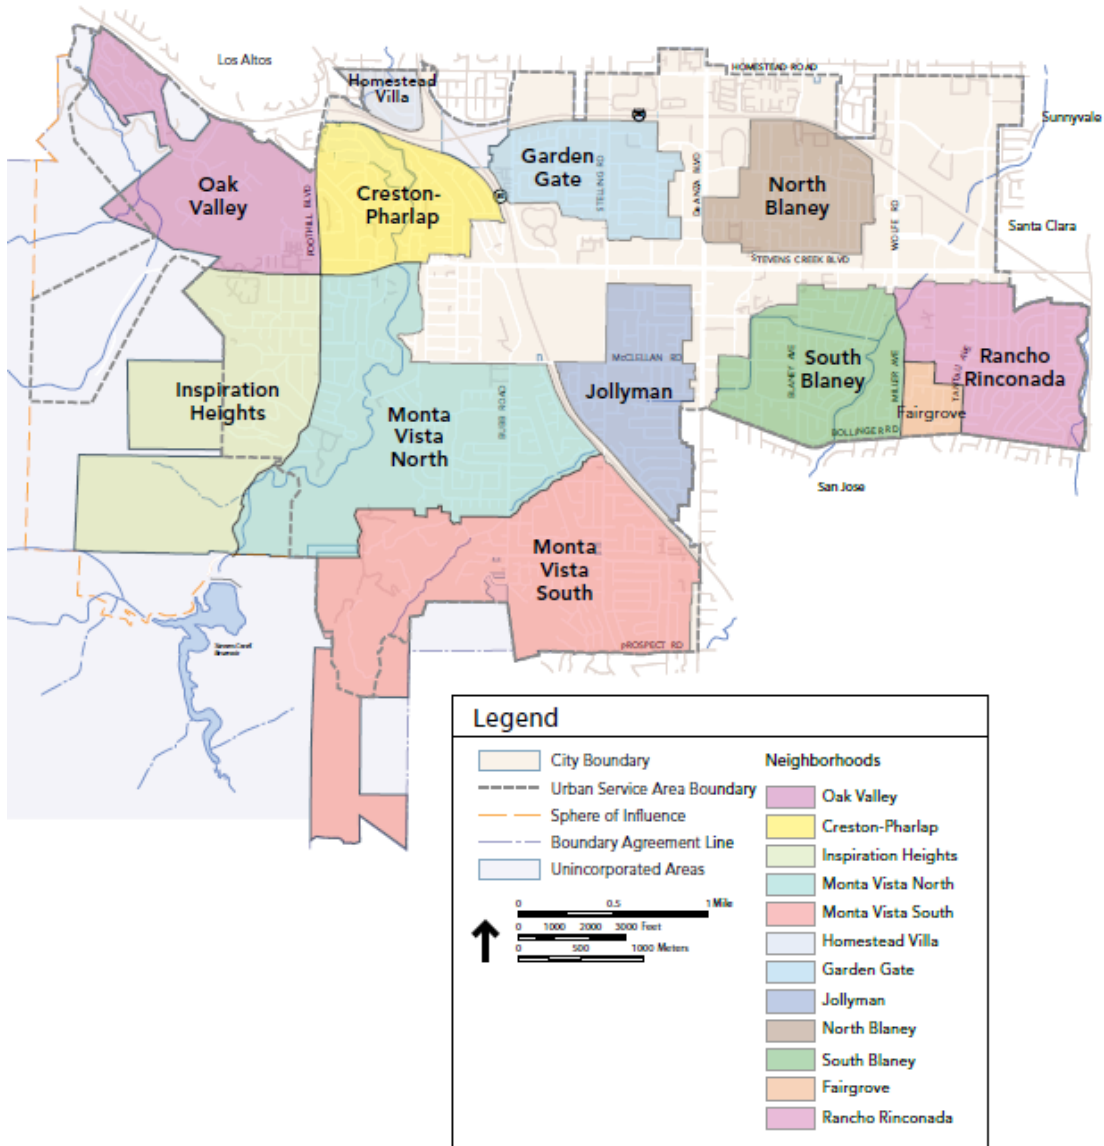 Los Altos
HOMESTEAD ROAD
Homestead
Villa
Sunnyvale
Garden
Gate
Oak
Valley
Creston-
Pharlap
North
Blaney
FOOTHILL BLVD
STELLING RD
De ANZA BLVD
WOLFE RD
Santa Clara
STEVENS CREEK BLVD
McCLELLAN RD
South
Blaney
BLANEY AVE
MILLER AVE
TANTAU AVE
Rancho
Rinconada
Inspiration
Heights
Jollyman
Fairgrove
Monta
Vista
North
BUBB ROAD
BOLLINGER RD
San Jose
Monta
Vista
South
PROSPECT RD
Reservoir
Legend
City Boundary
Urban Service Area Boundary
Sphere of Influence
Boundary Agreement Line
Unincorporated Areas
0 0.5 1 Mile
0 1000 2000 3000 Feet
0 500 1000 Meters
Neighborhoods
Oak Valley
Creston-Pharlap
Inspiration Heights
Monta Vista North
Monta Vista South
Homestead Villa
Garden Gate
Jollyman
North Blaney
South Blaney
Fairgrove
Rancho Rinconada